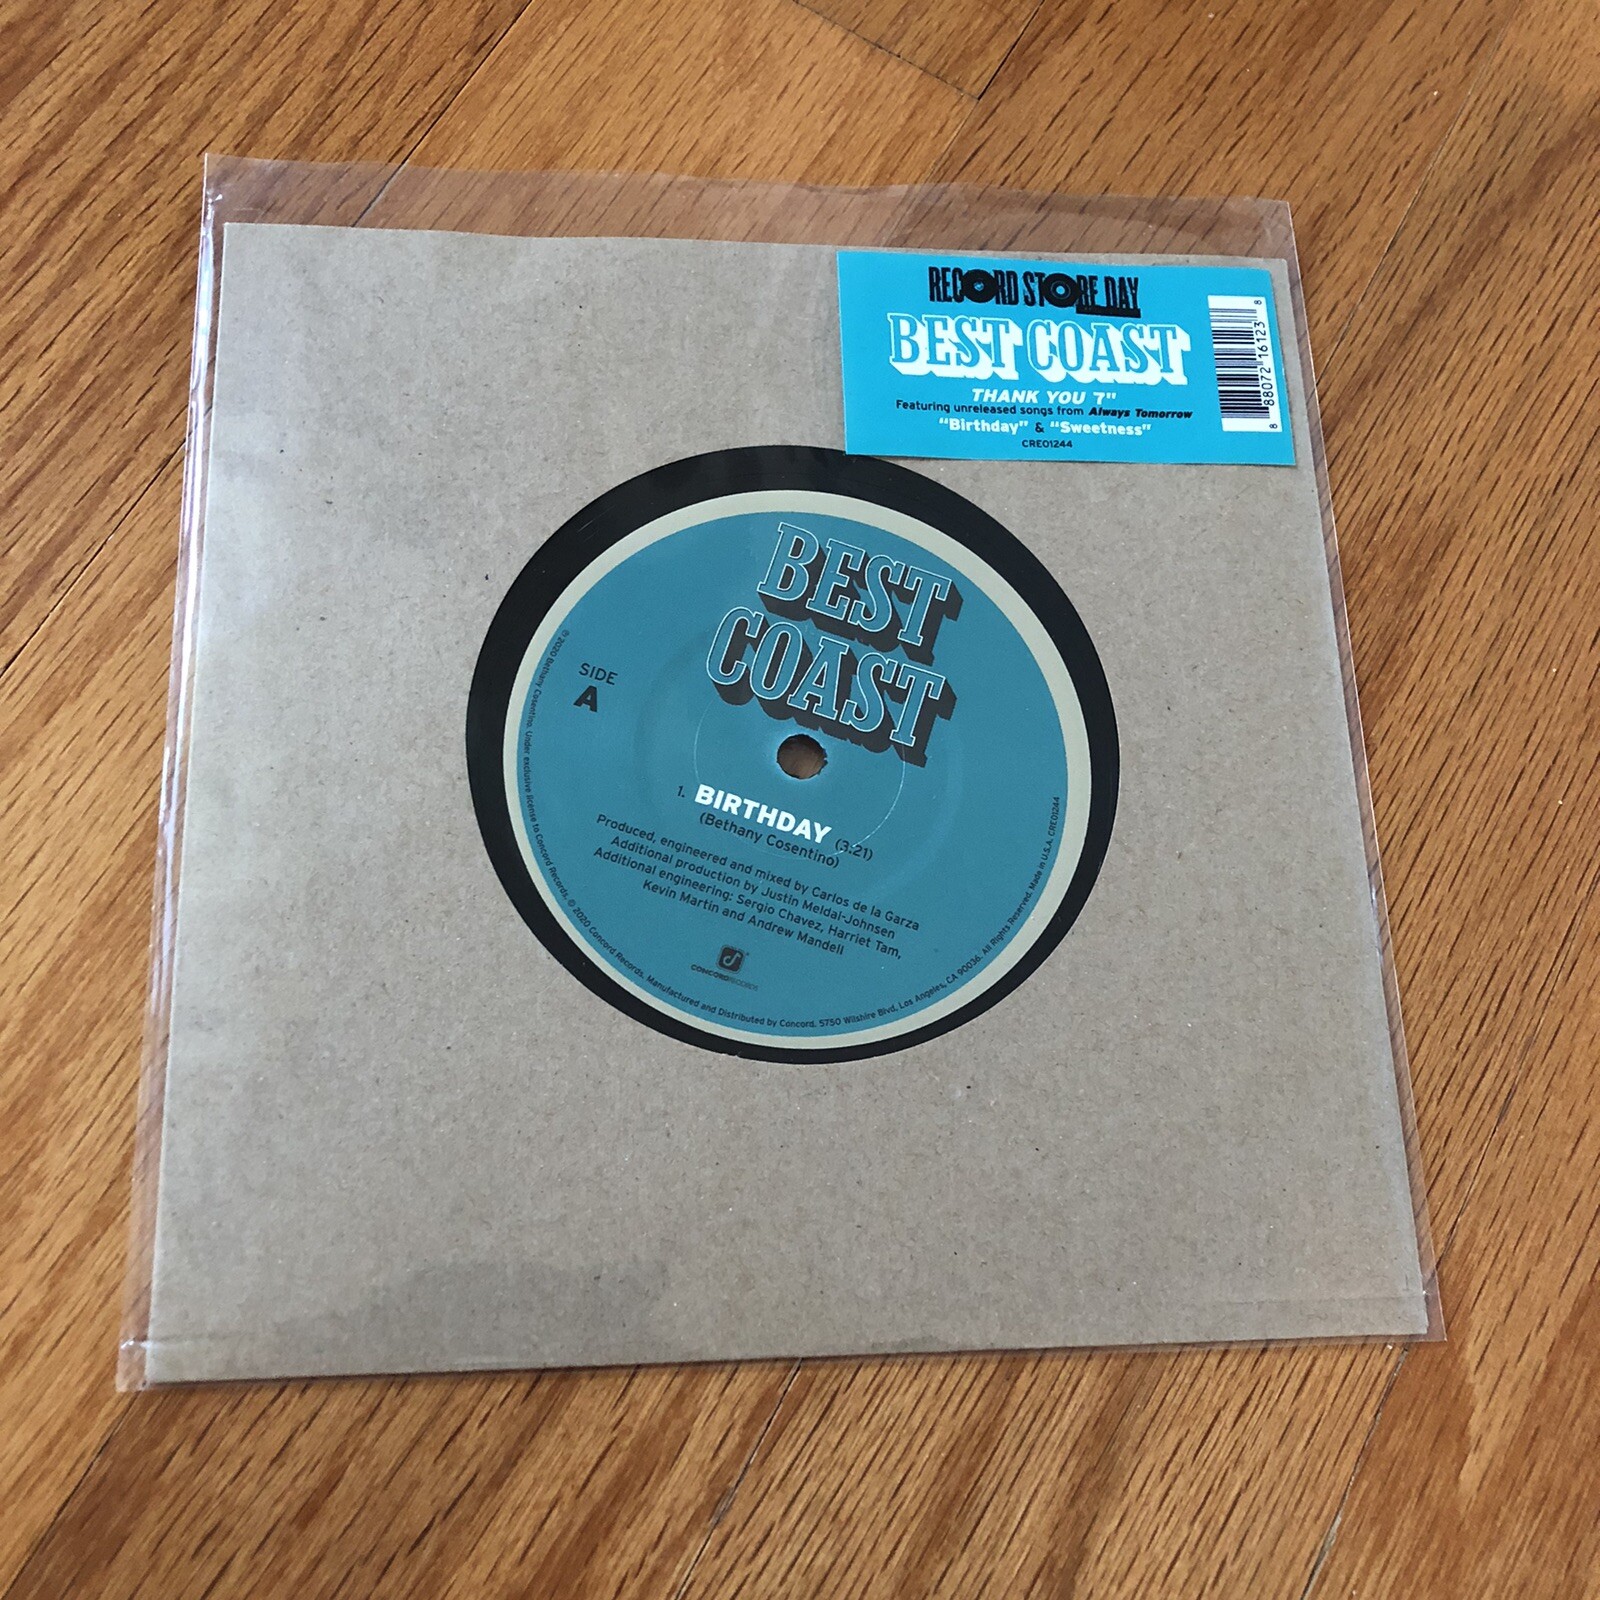 RECORD STORE DAY
BEST COAST
THANK YOU 7"
Featuring unreleased songs from Always Tomorrow
"Birthday" & "Sweetness"
CRE01244
8 88072 16123 8
BEST
COAST
SIDE
A
1. BIRTHDAY (3:21)
(Bethany Cosentino)
Produced, engineered and mixed by Carlos de la Garza
Additional production by Justin Meldal-Johnsen
Additional engineering: Sergio Chavez, Harriet Tam,
Kevin Martin and Andrew Mandell
CONCORDRECORDS
℗ 2020 Bethany Cosentino. Under exclusive license to Concord Records. © 2020 Concord Records. Manufactured and Distributed by Concord. 5750 Wilshire Blvd, Los Angeles, CA 90036. All Rights Reserved. Made in U.S.A. CRE01244